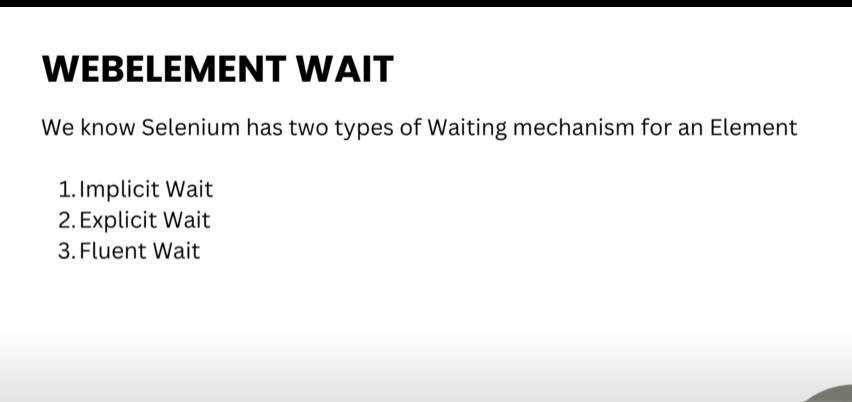 WEBELEMENT WAIT
We know Selenium has two types of Waiting mechanism for an Element
1. Implicit Wait
2. Explicit Wait
3. Fluent Wait